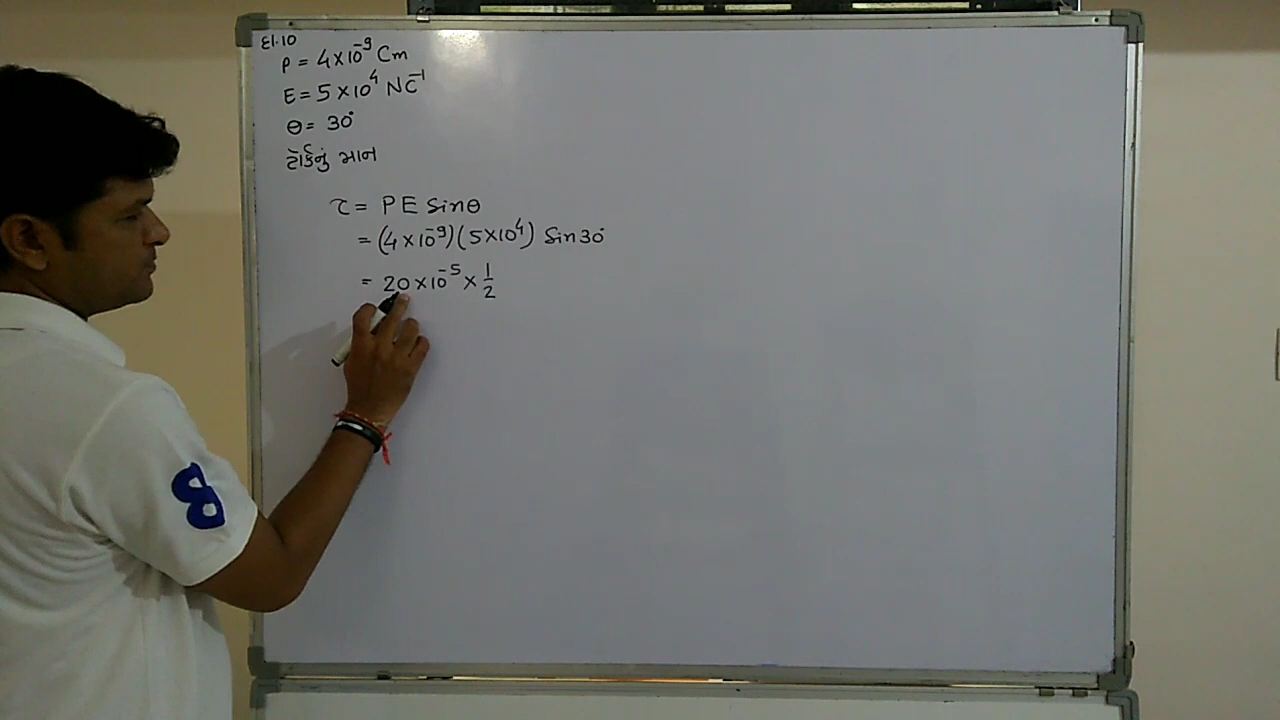 દા.10
P = 4×10⁻⁹ Cm
E = 5×10⁴ NC⁻¹
θ = 30°
ટૉર્કનું માન
τ = PE Sinθ
= (4×10⁻⁹)(5×10⁴) Sin30°
= 20×10⁻⁵ × 1/2
8